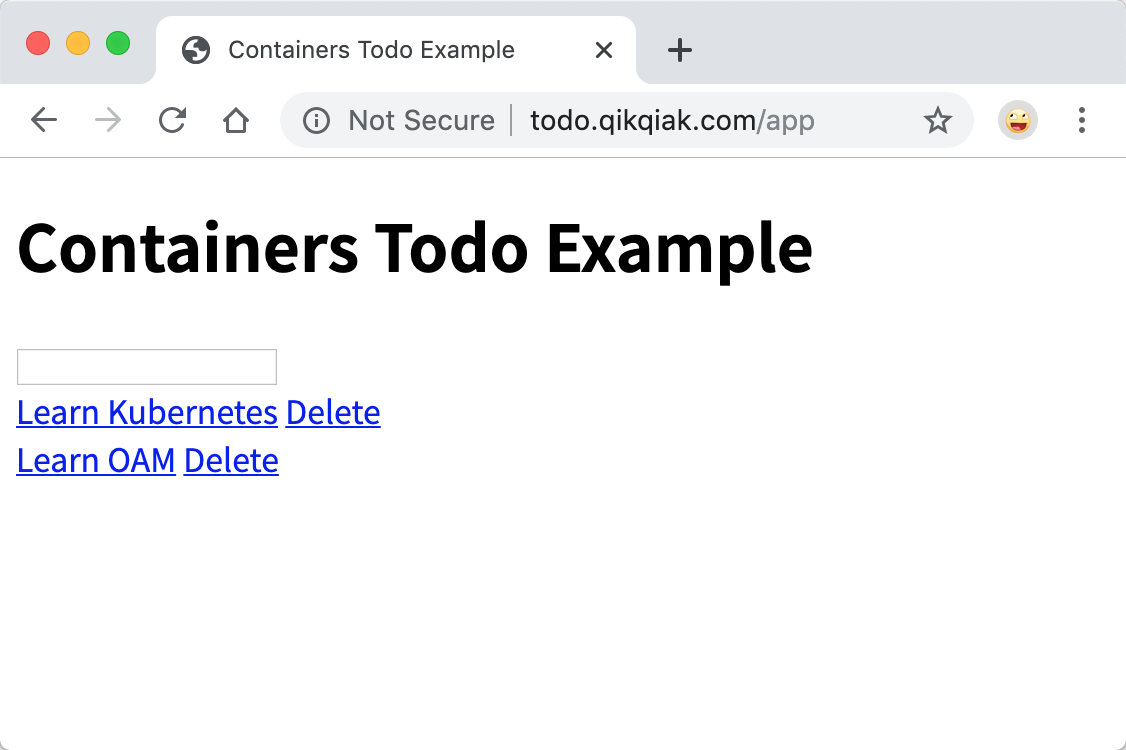 Containers Todo Example
Not Secure todo.qikqiak.com/app
Containers Todo Example
Learn Kubernetes Delete
Learn OAM Delete